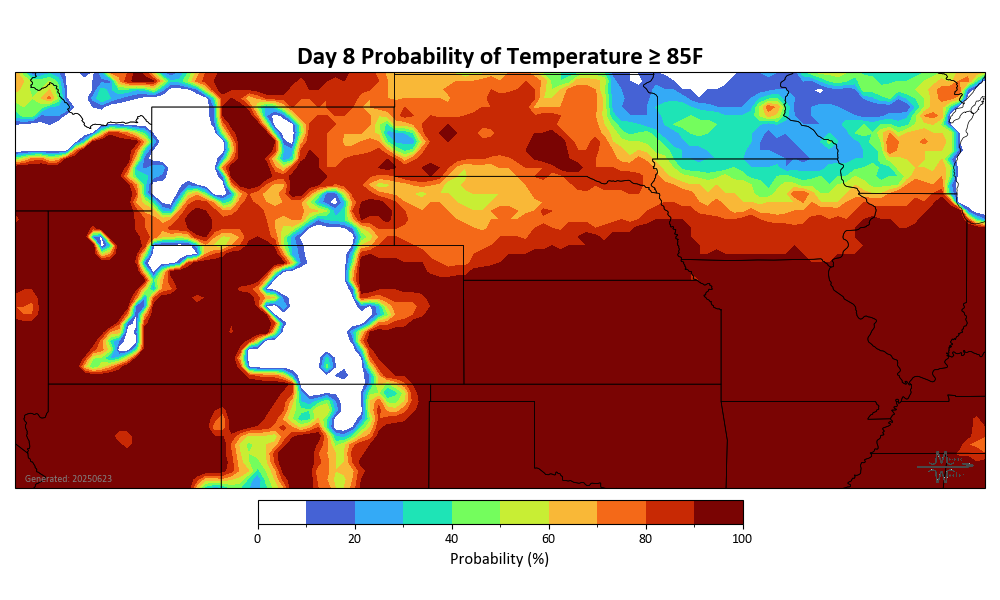 Day 8 Probability of Temperature ≥ 85F
Generated: 20250623
0 20 40 60 80 100
Probability (%)